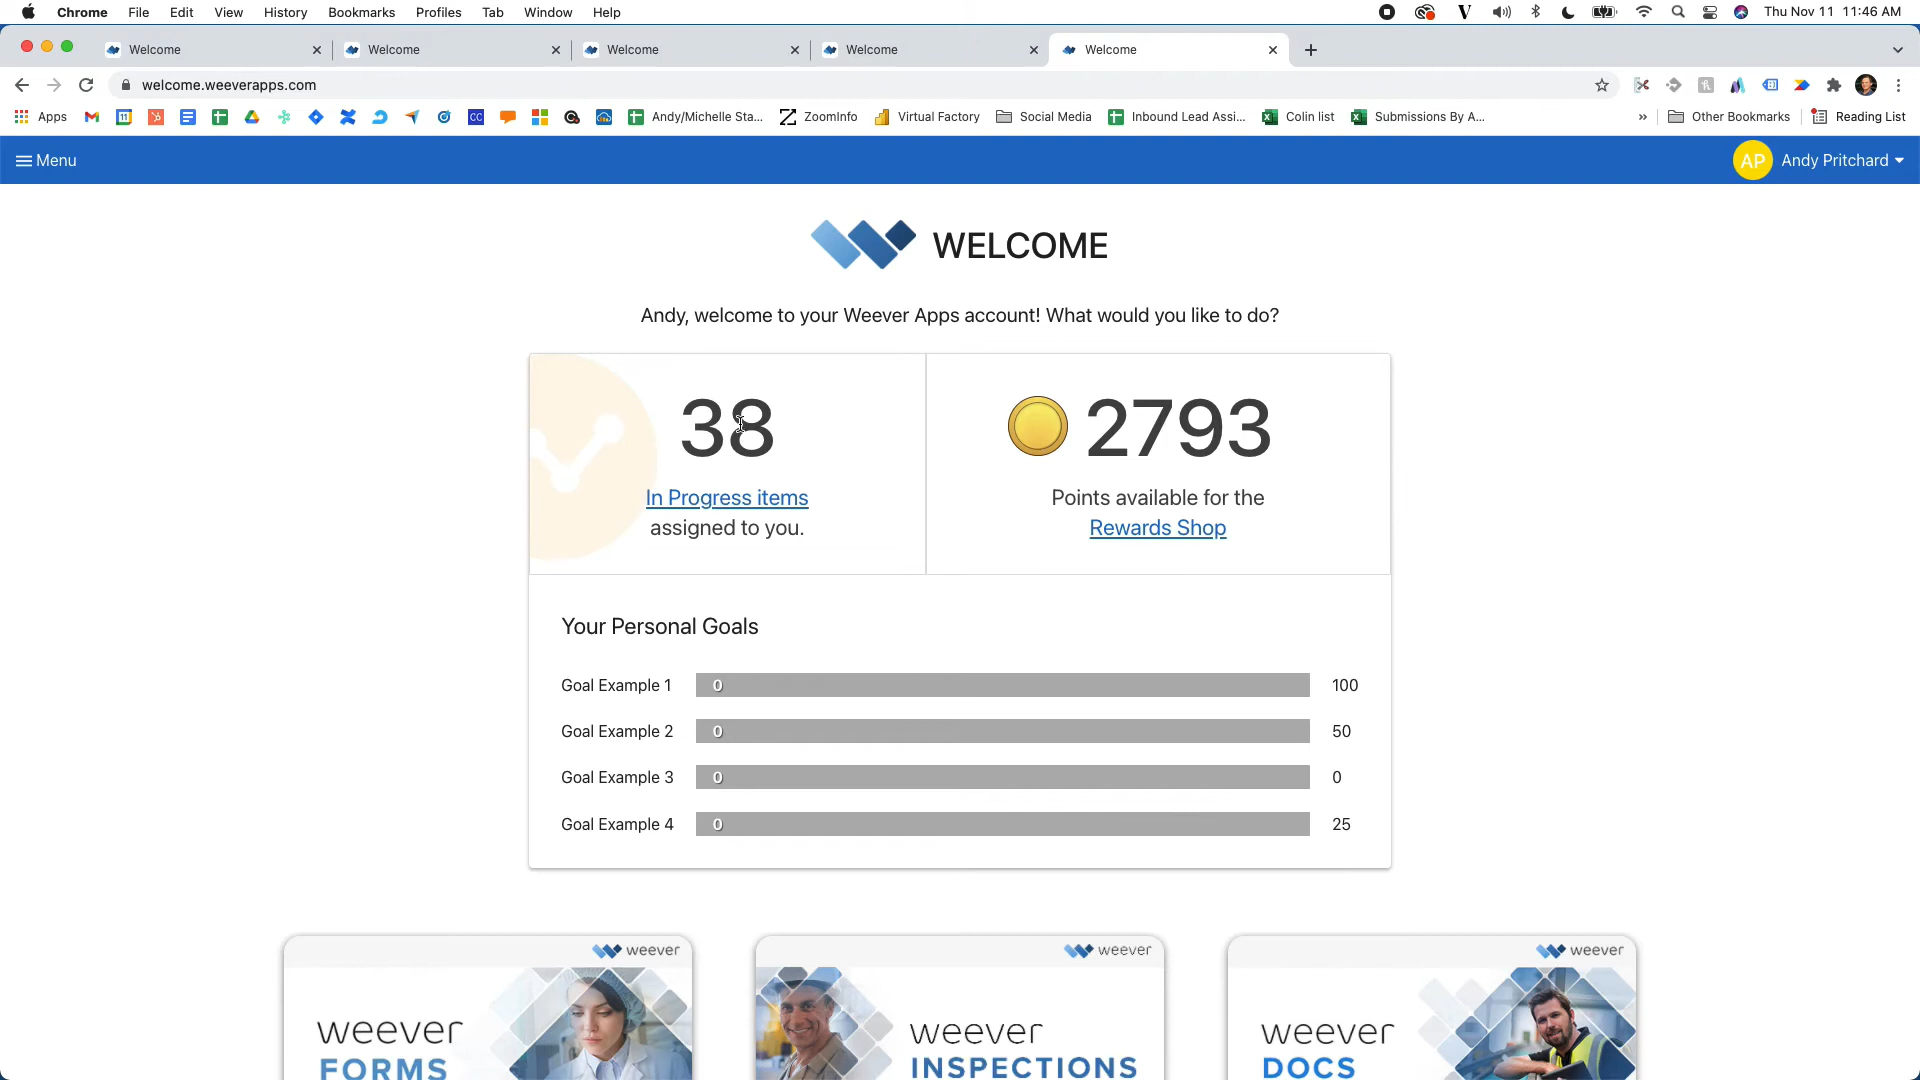 Chrome File Edit View History Bookmarks Profiles Tab Window Help Thu Nov 11 11:46 AM
Welcome Welcome Welcome Welcome Welcome
welcome.weeverapps.com
Apps Andy/Michelle Sta... ZoomInfo Virtual Factory Social Media Inbound Lead Assi... Colin list Submissions By A... » Other Bookmarks Reading List
Menu AP Andy Pritchard
WELCOME
Andy, welcome to your Weever Apps account! What would you like to do?
38 2793
In Progress items Points available for the
assigned to you. Rewards Shop
Your Personal Goals
Goal Example 1 0 100
Goal Example 2 0 50
Goal Example 3 0 0
Goal Example 4 0 25
weever weever weever
weever weever weever
FORMS INSPECTIONS DOCS